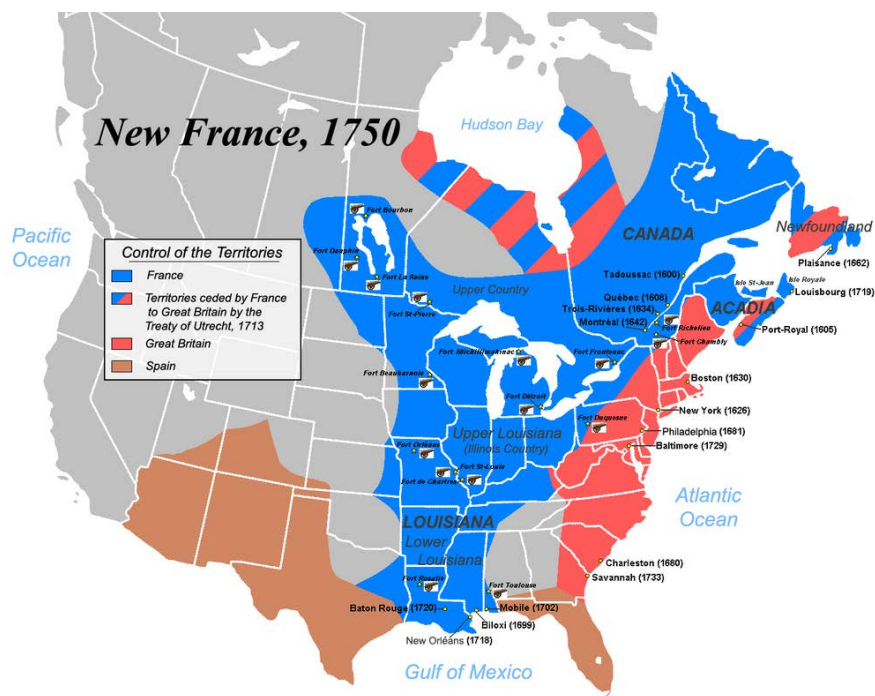 New France, 1750
Hudson Bay
Pacific
Ocean
Control of the Territories
France
Territories ceded by France
to Great Britain by the
Treaty of Utrecht, 1713
Great Britain
Spain
Fort Bourbon
Fort Dauphin
Fort La Reine
Fort St-Pierre
Upper Country
CANADA
Newfoundland
Plaisance (1662)
Tadoussac (1600)
Isle St-Jean
Isle Royale
Louisbourg (1719)
Québec (1608)
Trois-Rivières (1634)
ACADIA
Montréal (1642)
Fort Richelieu
Port-Royal (1605)
Fort Chambly
Fort Michilimakinac
Fort Frontenac
Fort Beauharnois
Boston (1630)
Fort Détroit
New York (1626)
Fort Duquesne
Philadelphia (1681)
Upper Louisiana
(Illinois Country)
Baltimore (1729)
Fort Orléans
Fort St-Louis
Fort de Chartres
Atlantic
Ocean
LOUISIANA
Lower
Louisiana
Charleston (1680)
Savannah (1733)
Fort Rosalie
Fort Toulouse
Baton Rouge (1720)
Mobile (1702)
Biloxi (1699)
New Orléans (1718)
Gulf of Mexico